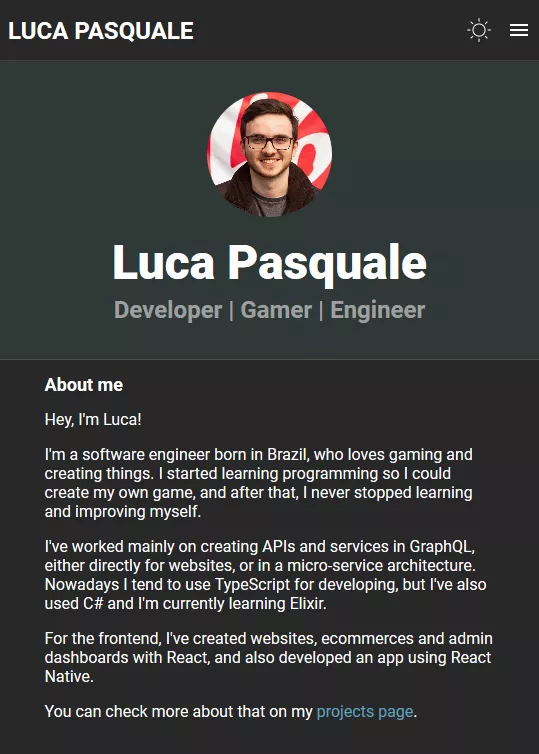 LUCA PASQUALE
Luca Pasquale
Developer | Gamer | Engineer
About me
Hey, I'm Luca!
I'm a software engineer born in Brazil, who loves gaming and
creating things. I started learning programming so I could
create my own game, and after that, I never stopped learning
and improving myself.
I've worked mainly on creating APIs and services in GraphQL,
either directly for websites, or in a micro-service architecture.
Nowadays I tend to use TypeScript for developing, but I've also
used C# and I'm currently learning Elixir.
For the frontend, I've created websites, ecommerces and admin
dashboards with React, and also developed an app using React
Native.
You can check more about that on my projects page.